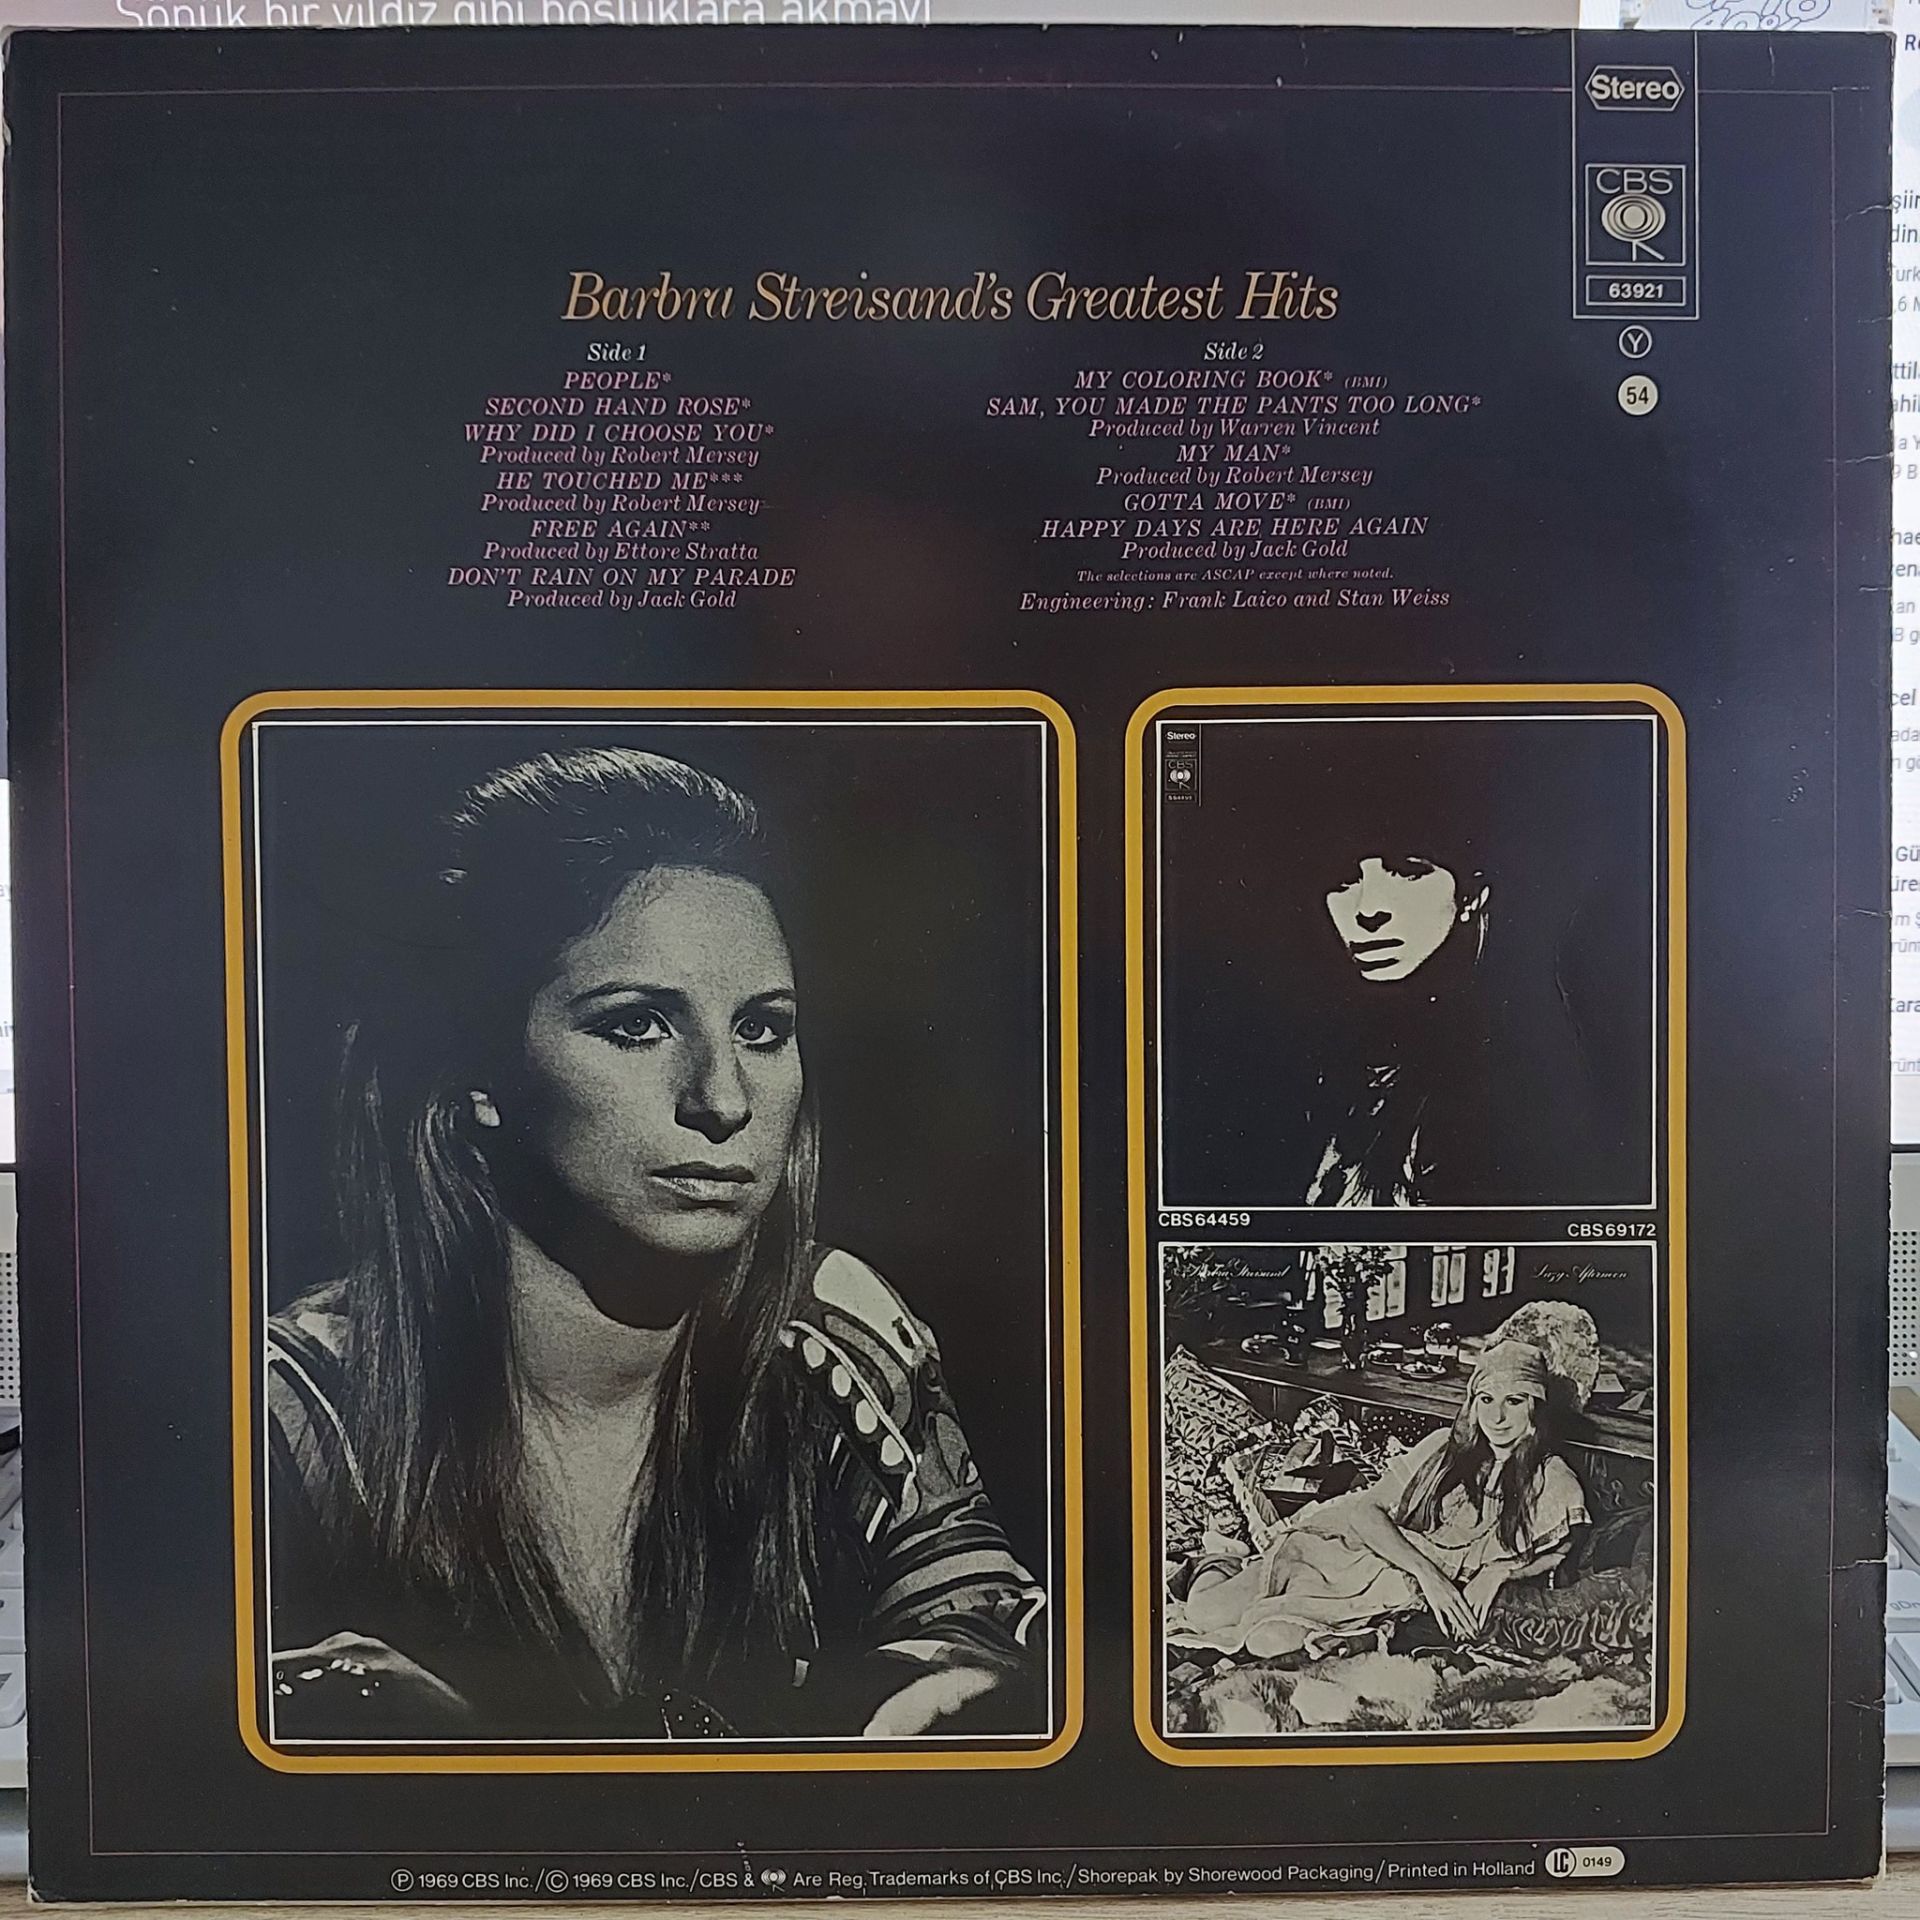 Sönük bir yıldız gibi boşluklara akmayı
Stereo
CBS
63921
Y
54
Barbra Streisand's Greatest Hits
Side 1
PEOPLE*
SECOND HAND ROSE*
WHY DID I CHOOSE YOU*
Produced by Robert Mersey
HE TOUCHED ME***
Produced by Robert Mersey
FREE AGAIN**
Produced by Ettore Stratta
DON'T RAIN ON MY PARADE
Produced by Jack Gold
Side 2
MY COLORING BOOK* (BMI)
SAM, YOU MADE THE PANTS TOO LONG*
Produced by Warren Vincent
MY MAN*
Produced by Robert Mersey
GOTTA MOVE* (BMI)
HAPPY DAYS ARE HERE AGAIN
Produced by Jack Gold
The selections are ASCAP except where noted.
Engineering: Frank Laico and Stan Weiss
Stereo
CBS
CBS64459
CBS69172
Barbra Streisand
Lazy Afternoon
Ⓟ 1969 CBS Inc./© 1969 CBS Inc./CBS & Are Reg. Trademarks of CBS Inc./Shorepak by Shorewood Packaging/Printed in Holland LC 0149